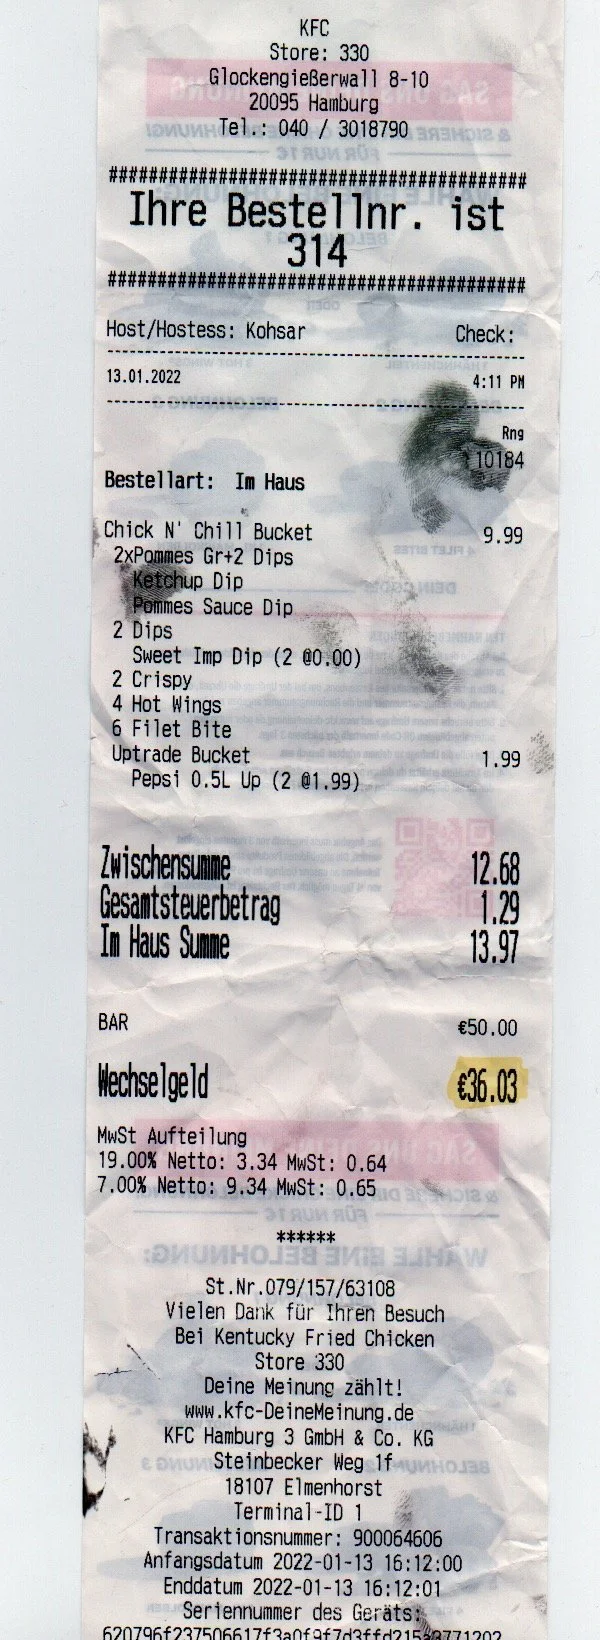 KFC
Store: 330
Glockengießerwall 8-10
20095 Hamburg
Tel.: 040 / 3018790
##########################################
Ihre Bestellnr. ist
314
##########################################
Host/Hostess: Kohsar Check:
13.01.2022 4:11 PM
Rng
10184
Bestellart: Im Haus
Chick N' Chill Bucket 9.99
2xPommes Gr+2 Dips
Ketchup Dip
Pommes Sauce Dip
2 Dips
Sweet Imp Dip (2 @0.00)
2 Crispy
4 Hot Wings
6 Filet Bite
Uptrade Bucket 1.99
Pepsi 0.5L Up (2 @1.99)
Zwischensumme 12.68
Gesamtsteuerbetrag 1.29
Im Haus Summe 13.97
BAR €50.00
Wechselgeld €36.03
MwSt Aufteilung
19.00% Netto: 3.34 MwSt: 0.64
7.00% Netto: 9.34 MwSt: 0.65
******
St.Nr.079/157/63108
Vielen Dank für Ihren Besuch
Bei Kentucky Fried Chicken
Store 330
Deine Meinung zählt!
www.kfc-DeineMeinung.de
KFC Hamburg 3 GmbH & Co. KG
Steinbecker Weg 1f
18107 Elmenhorst
Terminal-ID 1
Transaktionsnummer: 900064606
Anfangsdatum 2022-01-13 16:12:00
Enddatum 2022-01-13 16:12:01
Seriennummer des Geräts: